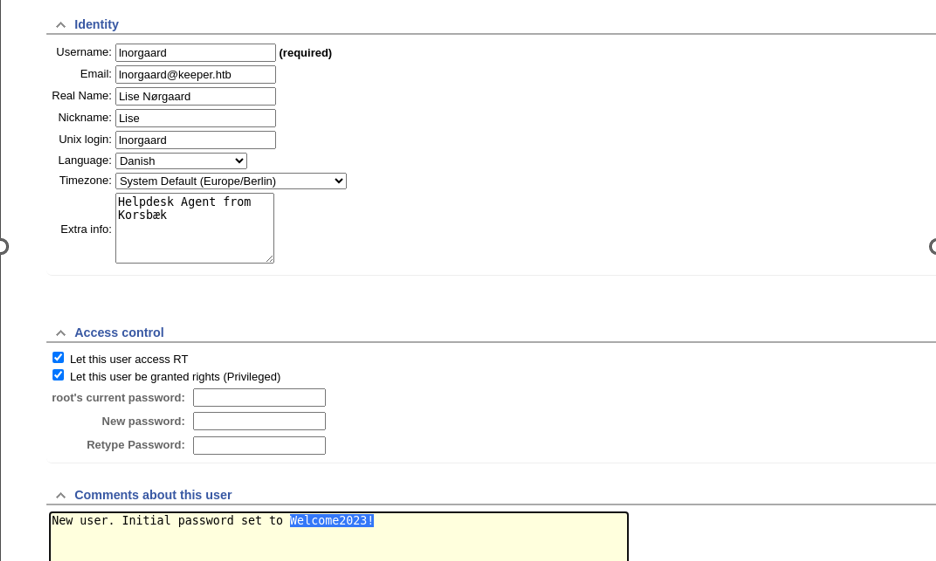 Identity
Username: lnorgaard (required)
Email: lnorgaard@keeper.htb
Real Name: Lise Nørgaard
Nickname: Lise
Unix login: lnorgaard
Language: Danish
Timezone: System Default (Europe/Berlin)
Extra info: Helpdesk Agent from
Korsbæk
Access control
Let this user access RT
Let this user be granted rights (Privileged)
root's current password:
New password:
Retype Password:
Comments about this user
New user. Initial password set to Welcome2023!